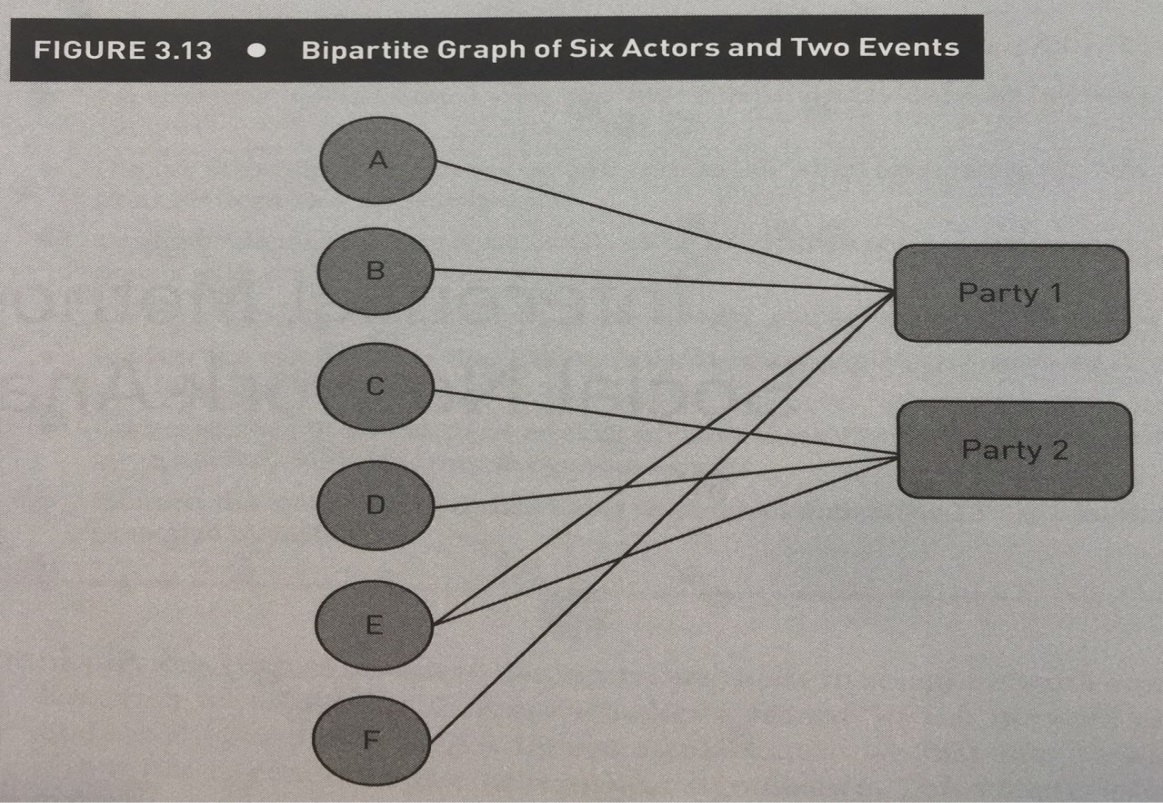 FIGURE 3.13 ● Bipartite Graph of Six Actors and Two Events
A
B
Party 1
C
Party 2
D
E
F